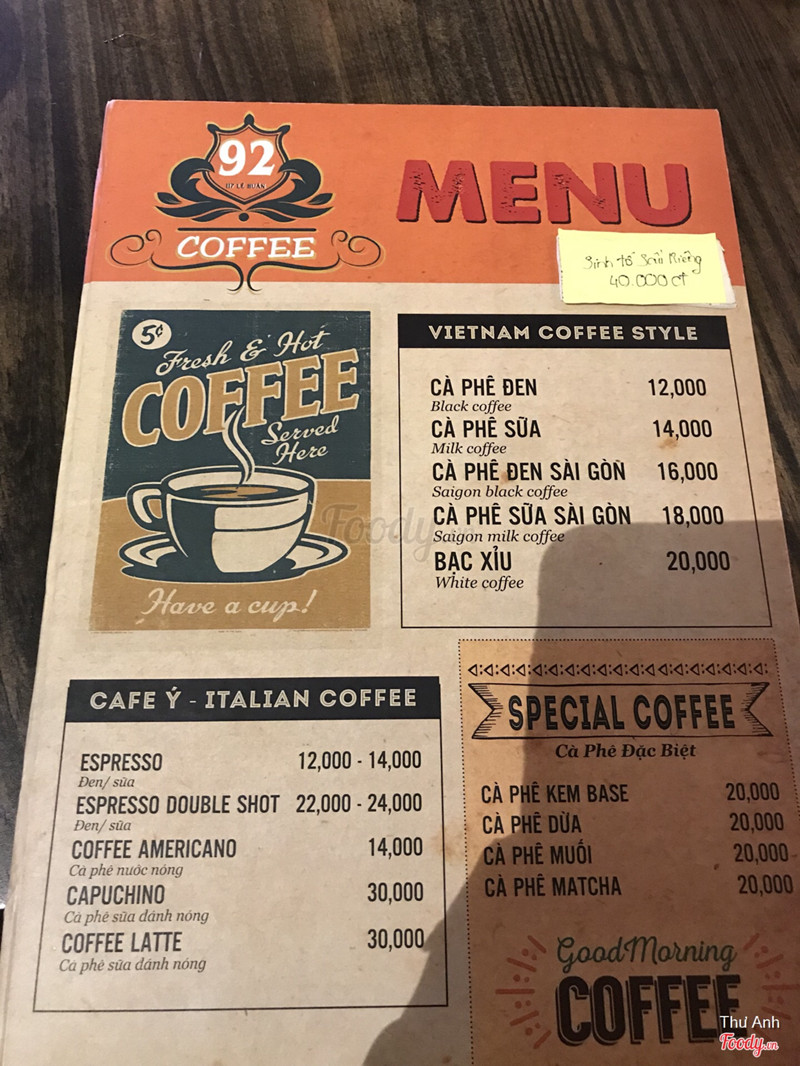 92
117 LÊ DUẨN
COFFEE
MENU
Sinh tố Sầu Riêng
40.000đ
5¢
Fresh & Hot
COFFEE
Served
Here
Have a cup!
VIETNAM COFFEE STYLE
CÀ PHÊ ĐEN 12,000
Black coffee
CÀ PHÊ SỮA 14,000
Milk coffee
CÀ PHÊ ĐEN SÀI GÒN 16,000
Saigon black coffee
CÀ PHÊ SỮA SÀI GÒN 18,000
Saigon milk coffee
BẠC XỈU 20,000
White coffee
CAFE Ý - ITALIAN COFFEE
ESPRESSO 12,000 - 14,000
Đen/ sữa
ESPRESSO DOUBLE SHOT 22,000 - 24,000
Đen/ sữa
COFFEE AMERICANO 14,000
Cà phê nước nóng
CAPUCHINO 30,000
Cà phê sữa đánh nóng
COFFEE LATTE 30,000
Cà phê sữa đánh nóng
SPECIAL COFFEE
Cà Phê Đặc Biệt
CÀ PHÊ KEM BASE 20,000
CÀ PHÊ DỪA 20,000
CÀ PHÊ MUỐI 20,000
CÀ PHÊ MATCHA 20,000
Good Morning
COFFEE
Thư Anh
Foody.vn